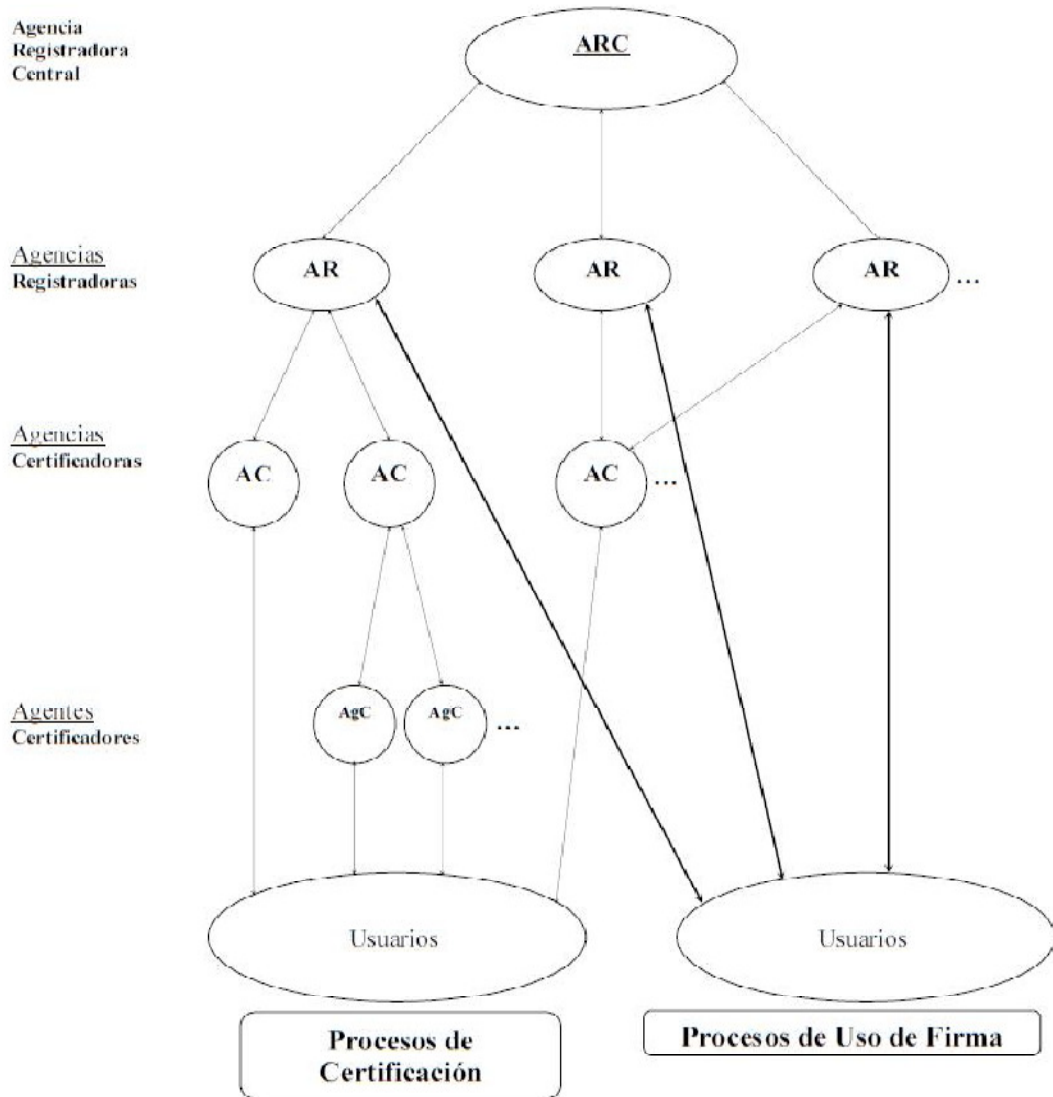 Agencia
Registradora
Central
ARC
Agencias
Registradoras
AR
AR
AR
...
Agencias
Certificadoras
AC
AC
AC
...
Agentes
Certificadores
AgC
AgC
...
Usuarios
Usuarios
Procesos de
Certificación
Procesos de Uso de Firma